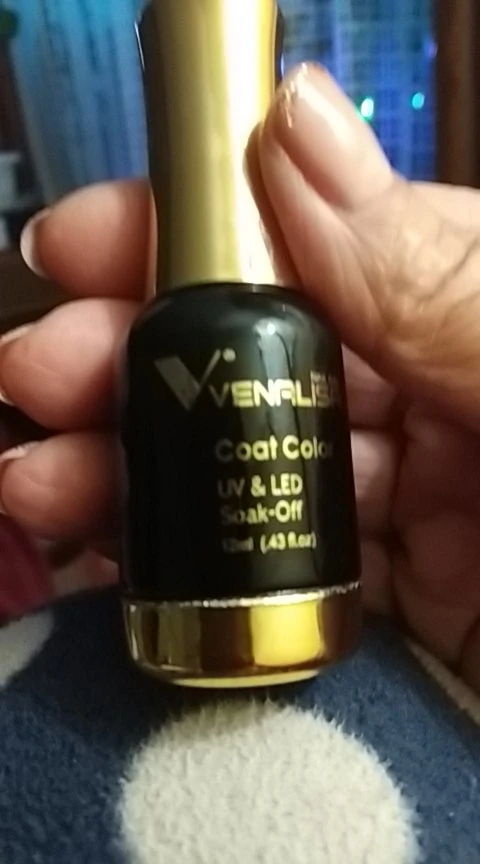 VENALISA
Coat Color
UV & LED
Soak-Off
12ml (.43 fl.oz)